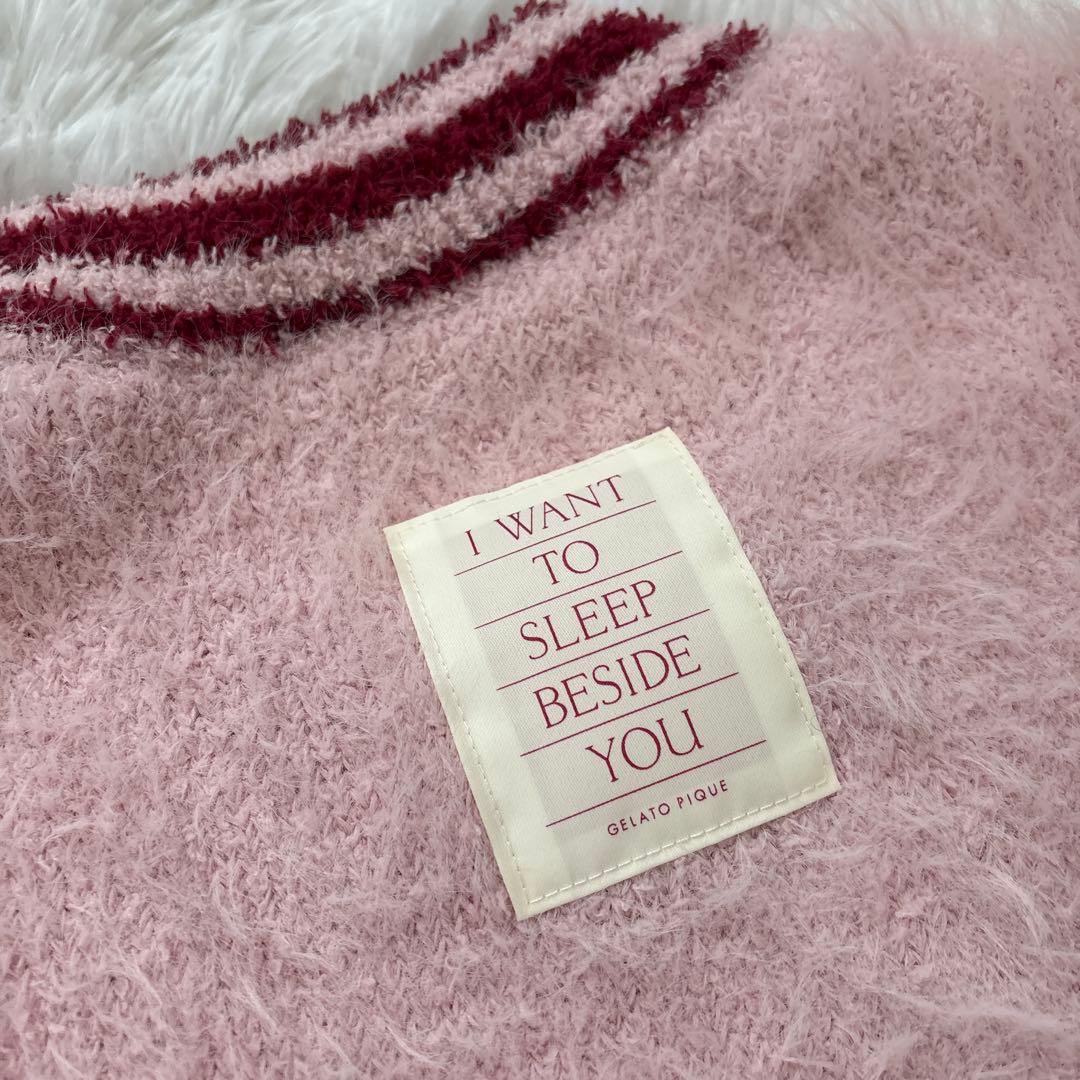 I WANT
TO
SLEEP
BESIDE
YOU
GELATO PIQUE